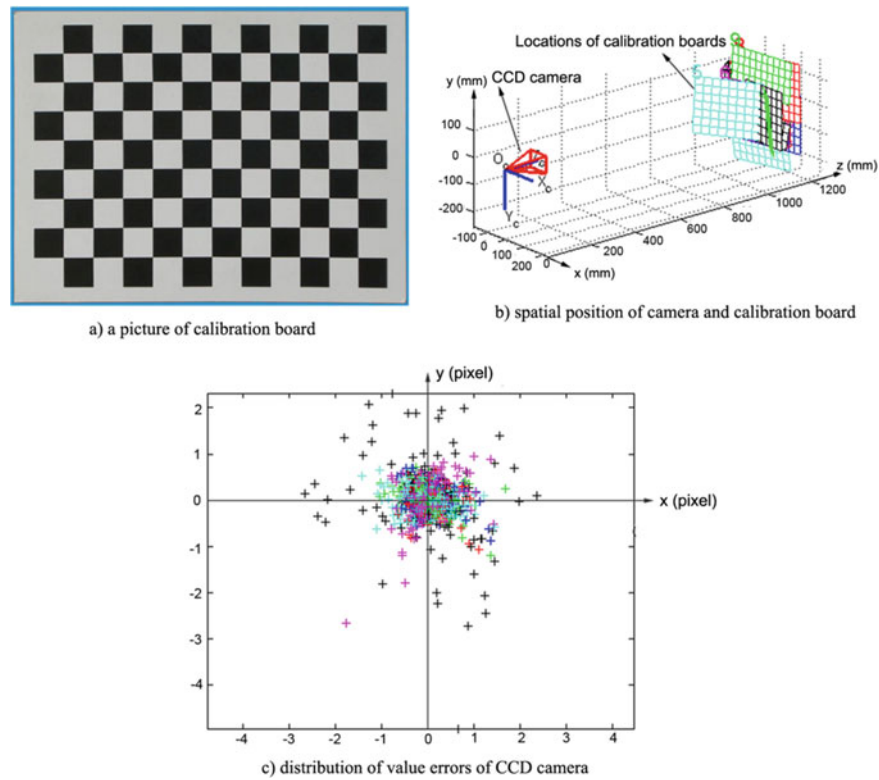 a) a picture of calibration board
Locations of calibration boards
CCD camera
y (mm)
100
0
-100
-200
O
c
X
c
Y
c
-100
0
100
200
x (mm)
0
200
400
600
800
1000
1200
z (mm)
b) spatial position of camera and calibration board
y (pixel)
2
1
0
-1
-2
-3
-4
x (pixel)
-4
-3
-2
-1
0
1
2
3
4
c) distribution of value errors of CCD camera